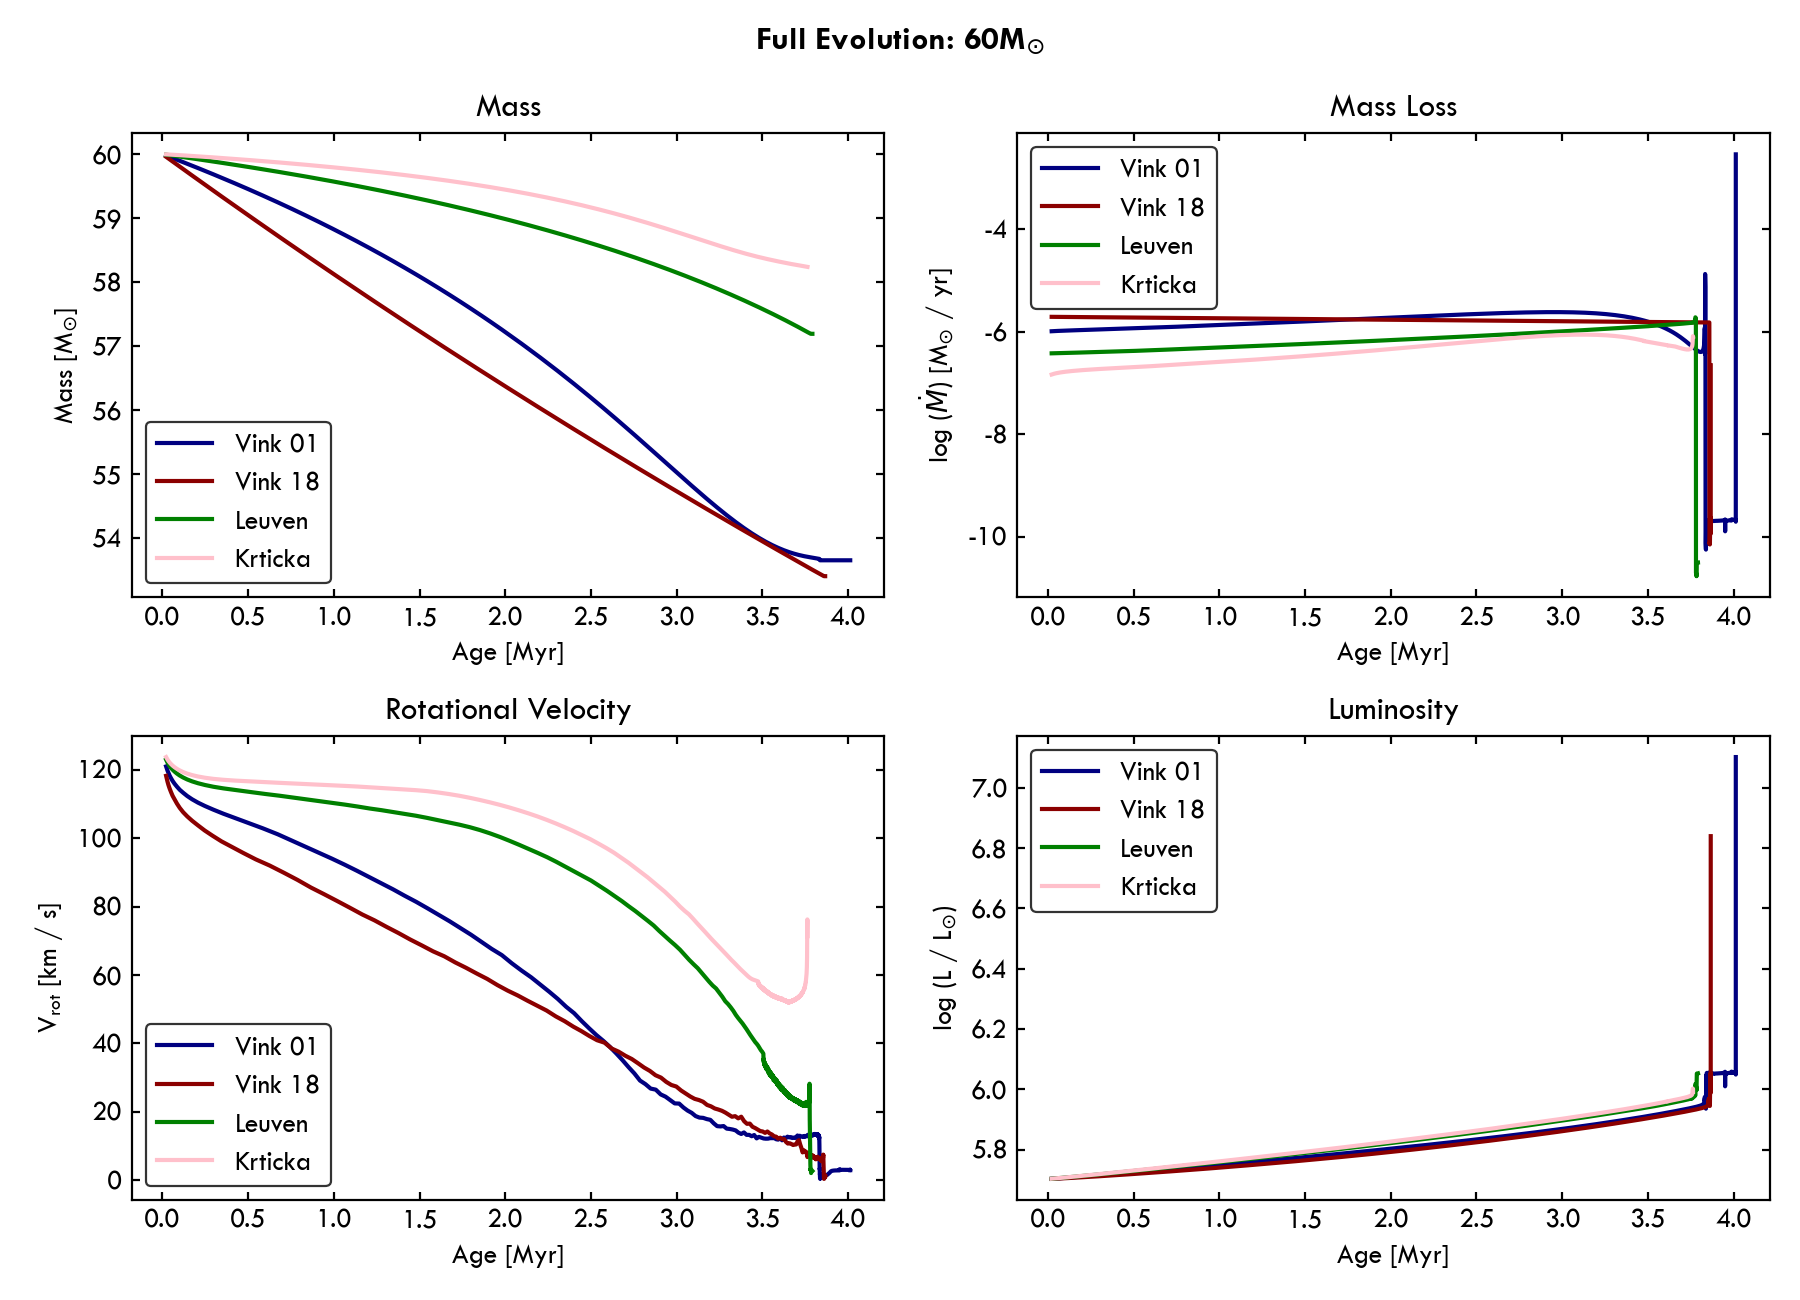 Full Evolution: 60M⊙
Mass
Mass [M⊙]
60
59
58
57
56
55
54
Vink 01
Vink 18
Leuven
Krticka
0.0 0.5 1.0 1.5 2.0 2.5 3.0 3.5 4.0
Age [Myr]
Mass Loss
log (Ṁ) [M⊙ / yr]
-4
-6
-8
-10
Vink 01
Vink 18
Leuven
Krticka
0.0 0.5 1.0 1.5 2.0 2.5 3.0 3.5 4.0
Age [Myr]
Rotational Velocity
Vrot [km / s]
120
100
80
60
40
20
0
Vink 01
Vink 18
Leuven
Krticka
0.0 0.5 1.0 1.5 2.0 2.5 3.0 3.5 4.0
Age [Myr]
Luminosity
log (L / L⊙)
7.0
6.8
6.6
6.4
6.2
6.0
5.8
Vink 01
Vink 18
Leuven
Krticka
0.0 0.5 1.0 1.5 2.0 2.5 3.0 3.5 4.0
Age [Myr]